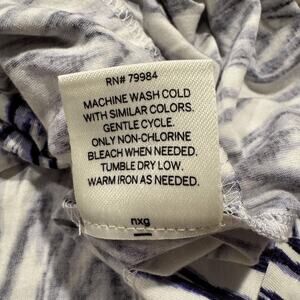 RN# 79984
MACHINE WASH COLD
WITH SIMILAR COLORS.
GENTLE CYCLE.
ONLY NON-CHLORINE
BLEACH WHEN NEEDED.
TUMBLE DRY LOW.
WARM IRON AS NEEDED.
nxg